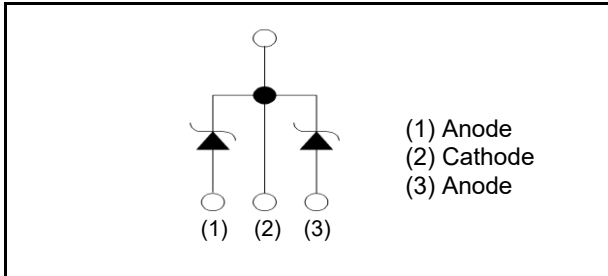 (1) Anode
(2) Cathode
(3) Anode
(1) (2) (3)